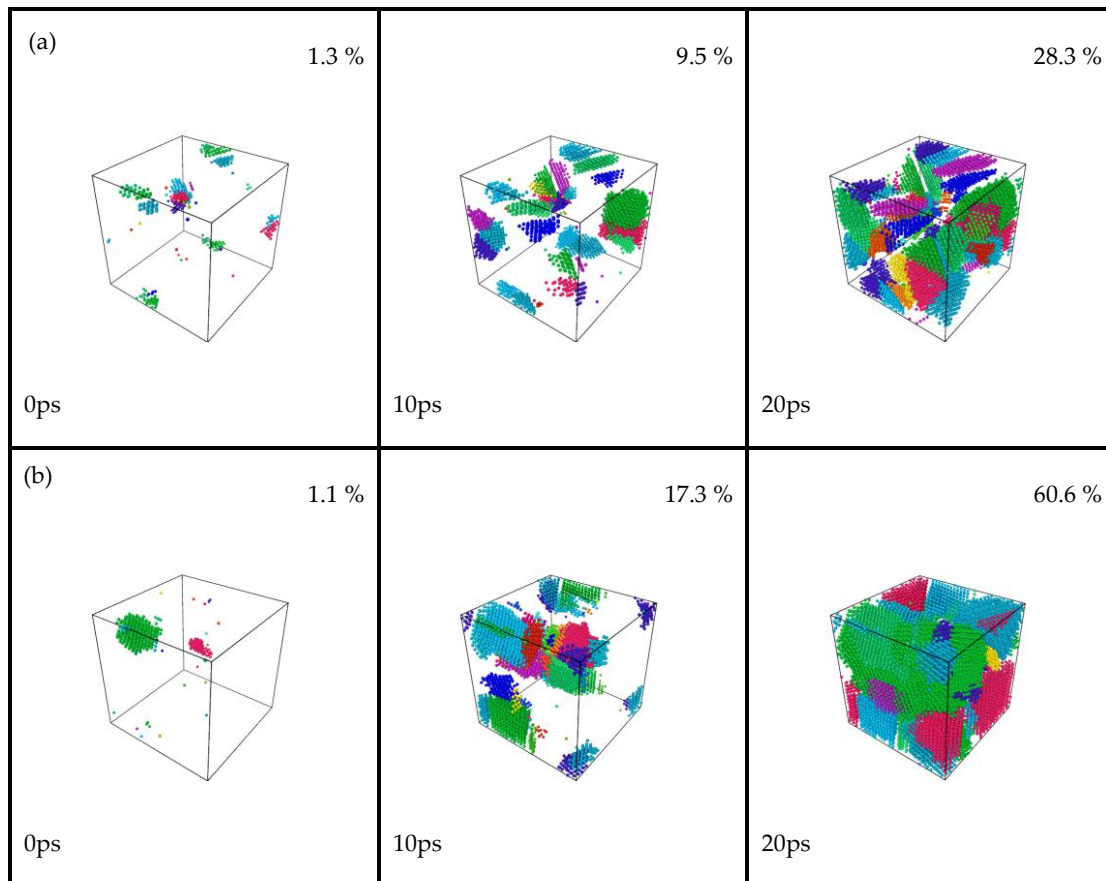 (a)
1.3 %
0ps
9.5 %
10ps
28.3 %
20ps
(b)
1.1 %
0ps
17.3 %
10ps
60.6 %
20ps